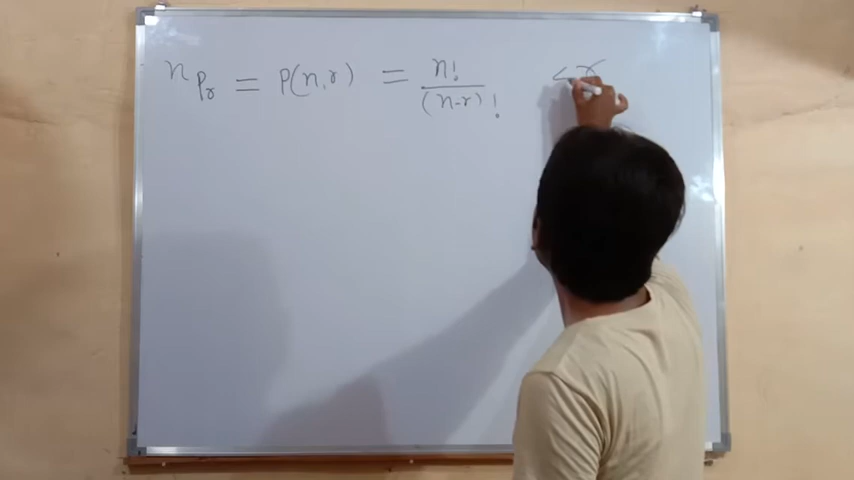 nPr = P(n,r) = n!/(n-r)!